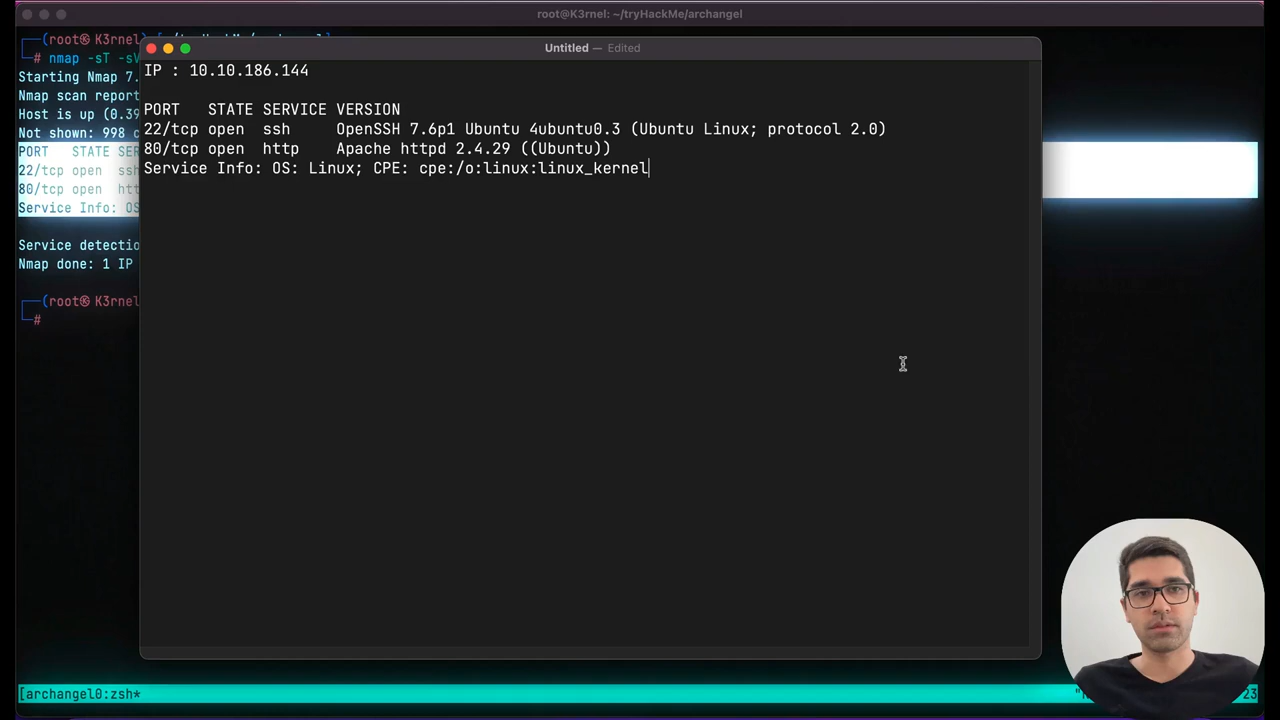 root@K3rnel: ~/tryHackMe/archangel
Untitled — Edited
IP : 10.10.186.144
PORT STATE SERVICE VERSION
22/tcp open ssh OpenSSH 7.6p1 Ubuntu 4ubuntu0.3 (Ubuntu Linux; protocol 2.0)
80/tcp open http Apache httpd 2.4.29 ((Ubuntu))
Service Info: OS: Linux; CPE: cpe:/o:linux:linux_kernel
(root㉿K3rnel)
# nmap -sT -sV
Starting Nmap 7.
Nmap scan report
Host is up (0.39
Not shown: 998 c
PORT STATE SER
22/tcp open ssh
80/tcp open htt
Service Info: OS
Service detectio
Nmap done: 1 IP
(root㉿K3rnel
#
[archangel0:zsh*
23